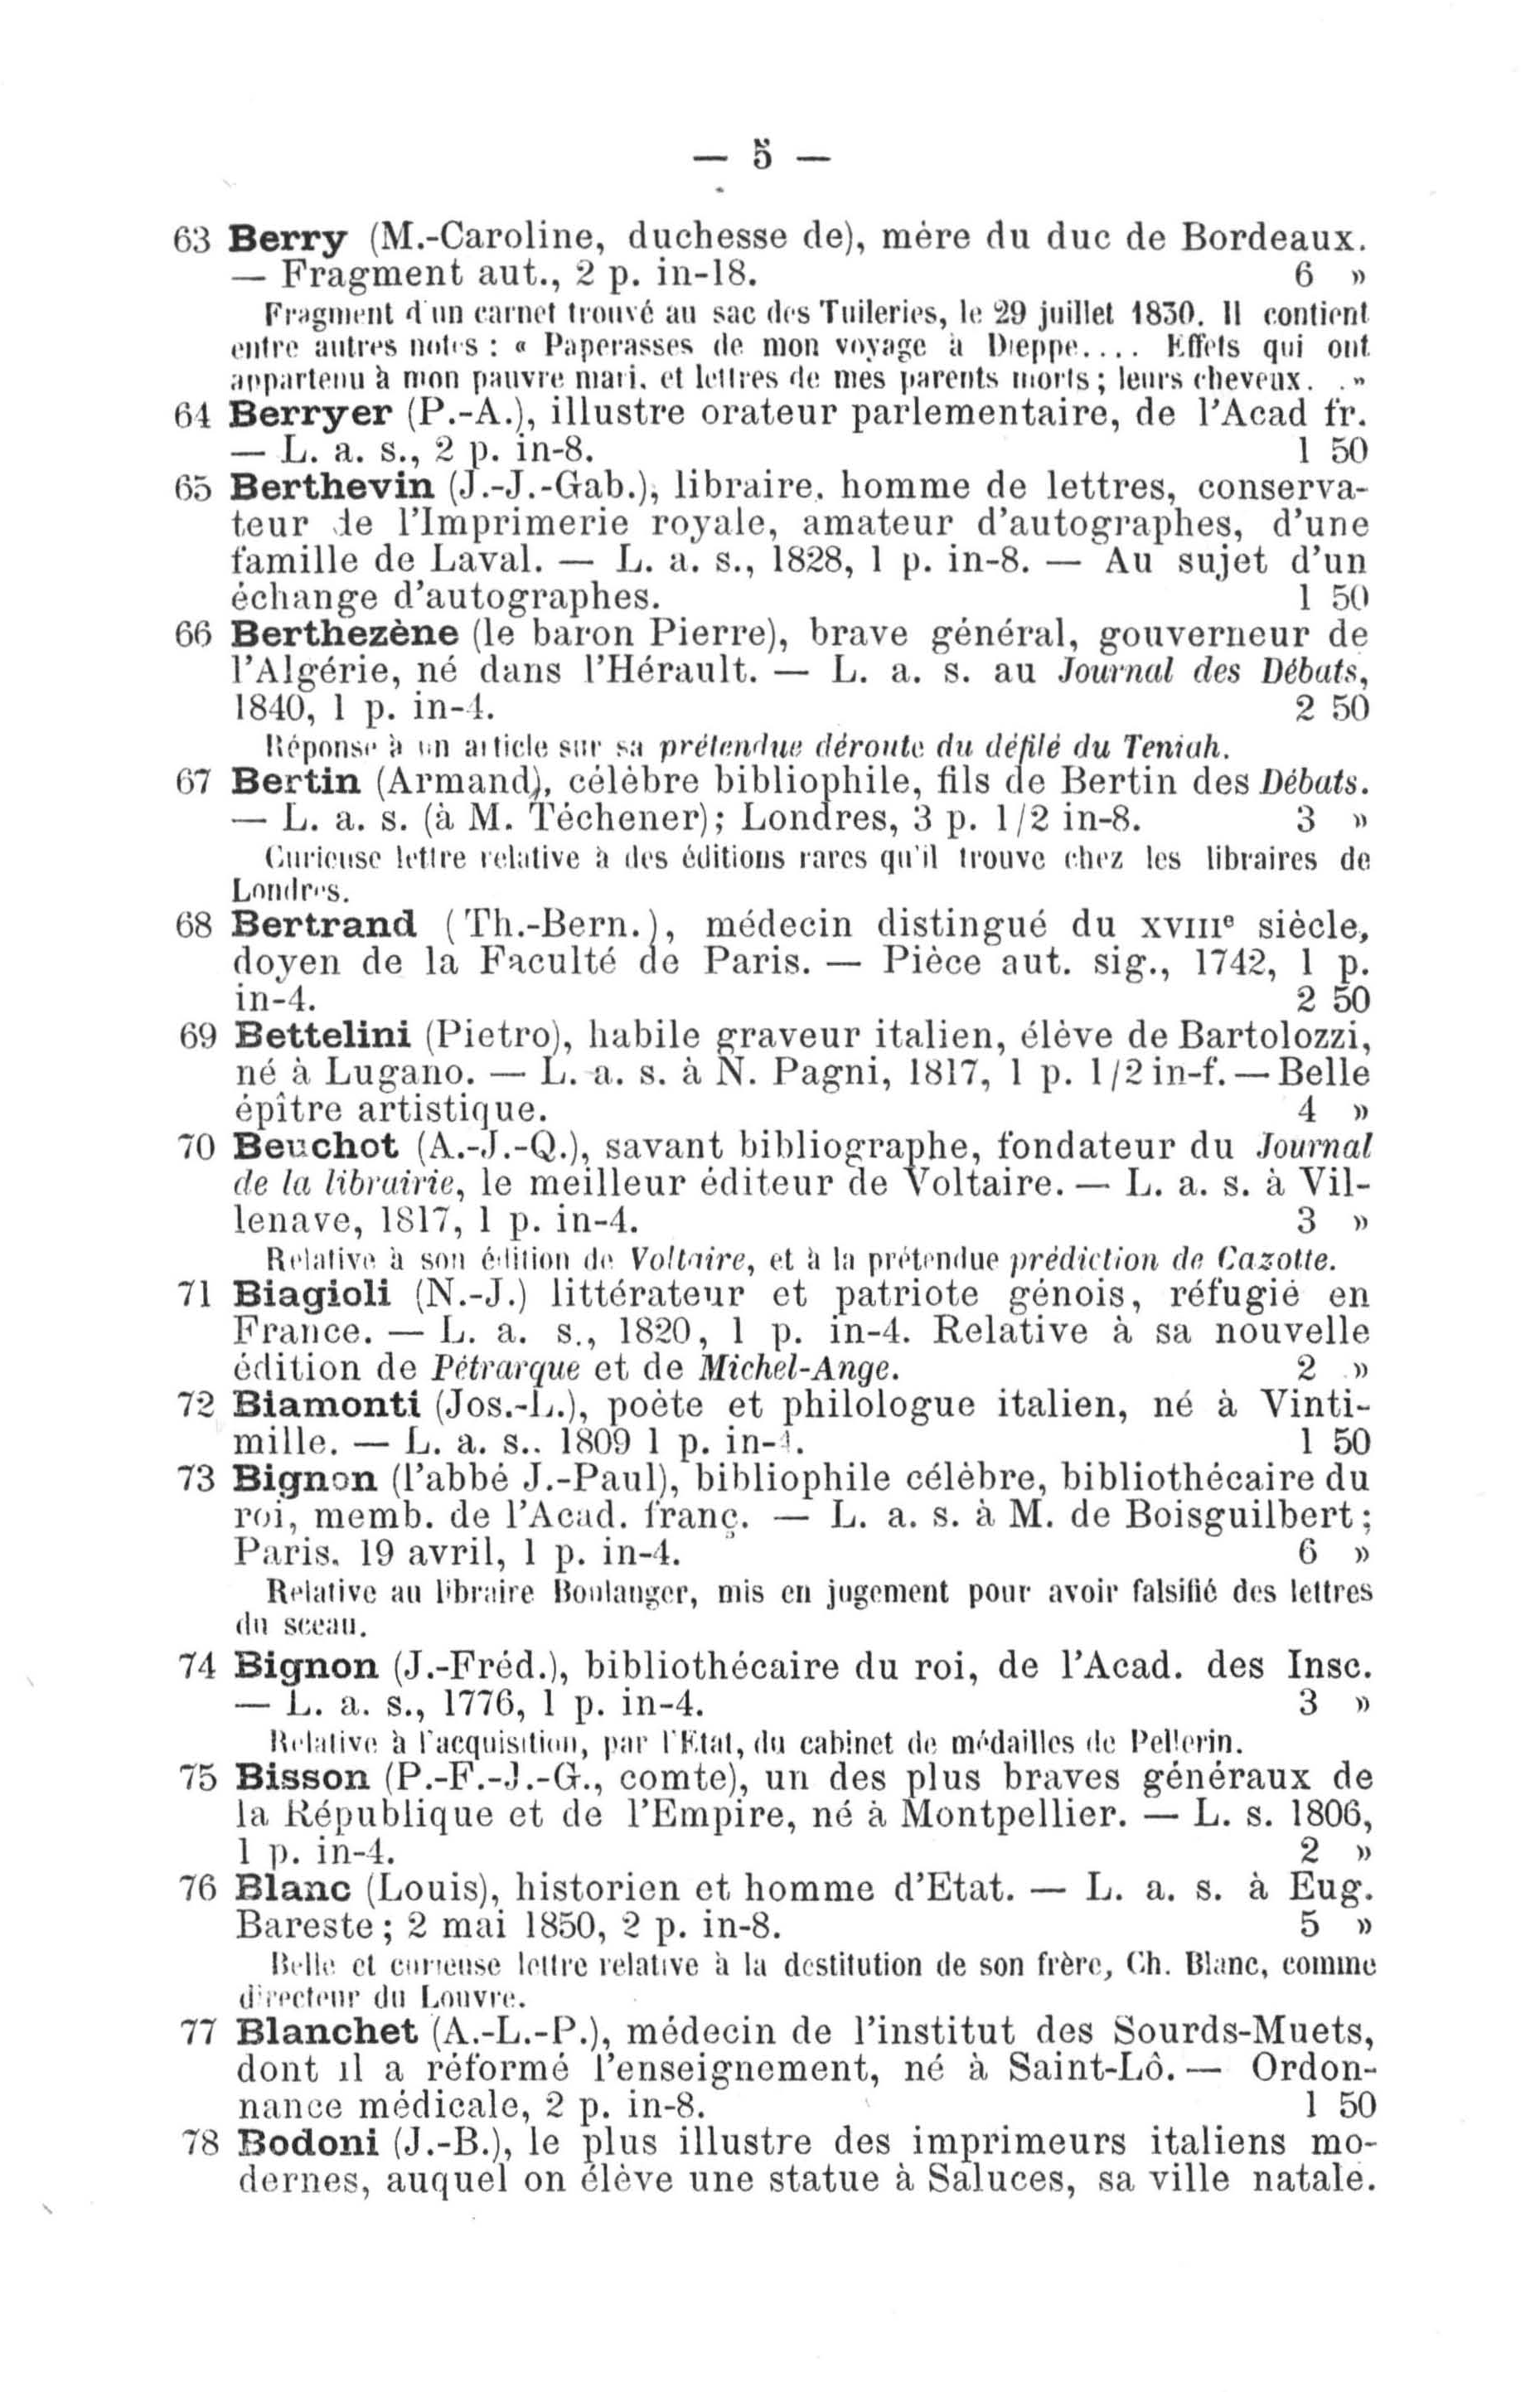 — 5 —
63 Berry (M.-Caroline, duchesse de), mère du duc de Bordeaux.
— Fragment aut., 2 p. in-18. 6 »
Fragment d'un carnet trouvé au sac des Tuileries, le 29 juillet 1830. Il contient
entre autres notes : « Paperasses de mon voyage à Dieppe.... Effets qui ont
appartenu à mon pauvre mari, et lettres de mes parents morts ; leurs cheveux. . »
64 Berryer (P.-A.), illustre orateur parlementaire, de l'Acad fr.
— L. a. s., 2 p. in-8. 1 50
65 Berthevin (J.-J.-Gab.), libraire, homme de lettres, conserva-
teur de l'Imprimerie royale, amateur d'autographes, d'une
famille de Laval. — L. a. s., 1828, 1 p. in-8. — Au sujet d'un
échange d'autographes. 1 50
66 Berthezène (le baron Pierre), brave général, gouverneur de
l'Algérie, né dans l'Hérault. — L. a. s. au Journal des Débats,
1840, 1 p. in-4. 2 50
Réponse à un article sur sa prétendue déroute du défilé du Teniah.
67 Bertin (Armand), célèbre bibliophile, fils de Bertin des Débats.
— L. a. s. (à M. Téchener) ; Londres, 3 p. 1/2 in-8. 3 »
Curieuse lettre relative à des éditions rares qu'il trouve chez les libraires de
Londres.
68 Bertrand (Th.-Bern.), médecin distingué du XVIIIe siècle,
doyen de la Faculté de Paris. — Pièce aut. sig., 1742, 1 p.
in-4. 2 50
69 Bettelini (Pietro), habile graveur italien, élève de Bartolozzi,
né à Lugano. — L. a. s. à N. Pagni, 1817, 1 p. 1/2 in-f. — Belle
épître artistique. 4 »
70 Beuchot (A.-J.-Q.), savant bibliographe, fondateur du Journal
de la librairie, le meilleur éditeur de Voltaire. — L. a. s. à Vil-
lenave, 1817, 1 p. in-4. 3 »
Relative à son édition de Voltaire, et à la prétendue prédiction de Cazotte.
71 Biagioli (N.-J.) littérateur et patriote génois, réfugié en
France. — L. a. s., 1820, 1 p. in-4. Relative à sa nouvelle
édition de Pétrarque et de Michel-Ange. 2 »
72 Biamonti (Jos.-L.), poète et philologue italien, né à Vinti-
mille. — L. a. s.. 1809 1 p. in-4. 1 50
73 Bignon (l'abbé J.-Paul), bibliophile célèbre, bibliothécaire du
roi, memb. de l'Acad. franç. — L. a. s. à M. de Boisguilbert ;
Paris, 19 avril, 1 p. in-4. 6 »
Relative au libraire Boulanger, mis en jugement pour avoir falsifié des lettres
du sceau.
74 Bignon (J.-Fréd.), bibliothécaire du roi, de l'Acad. des Insc.
— L. a. s., 1776, 1 p. in-4. 3 »
Relative à l'acquisition, par l'Etat, du cabinet de médailles de Pellerin.
75 Bisson (P.-F.-J.-G., comte), un des plus braves généraux de
la République et de l'Empire, né à Montpellier. — L. s. 1806,
1 p. in-4. 2 »
76 Blanc (Louis), historien et homme d'Etat. — L. a. s. à Eug.
Bareste ; 2 mai 1850, 2 p. in-8. 5 »
Belle et curieuse lettre relative à la destitution de son frère, Ch. Blanc, comme
directeur du Louvre.
77 Blanchet (A.-L.-P.), médecin de l'institut des Sourds-Muets,
dont il a réformé l'enseignement, né à Saint-Lô. — Ordon-
nance médicale, 2 p. in-8. 1 50
78 Bodoni (J.-B.), le plus illustre des imprimeurs italiens mo-
dernes, auquel on élève une statue à Saluces, sa ville natale.